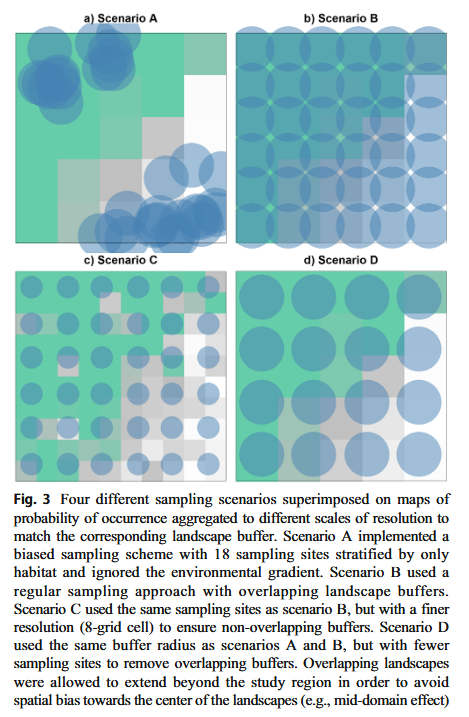 a) Scenario A
b) Scenario B
c) Scenario C
d) Scenario D
Fig. 3 Four different sampling scenarios superimposed on maps of
probability of occurrence aggregated to different scales of resolution to
match the corresponding landscape buffer. Scenario A implemented a
biased sampling scheme with 18 sampling sites stratified by only
habitat and ignored the environmental gradient. Scenario B used a
regular sampling approach with overlapping landscape buffers.
Scenario C used the same sampling sites as scenario B, but with a finer
resolution (8-grid cell) to ensure non-overlapping buffers. Scenario D
used the same buffer radius as scenarios A and B, but with fewer
sampling sites to remove overlapping buffers. Overlapping landscapes
were allowed to extend beyond the study region in order to avoid
spatial bias towards the center of the landscapes (e.g., mid-domain effect)